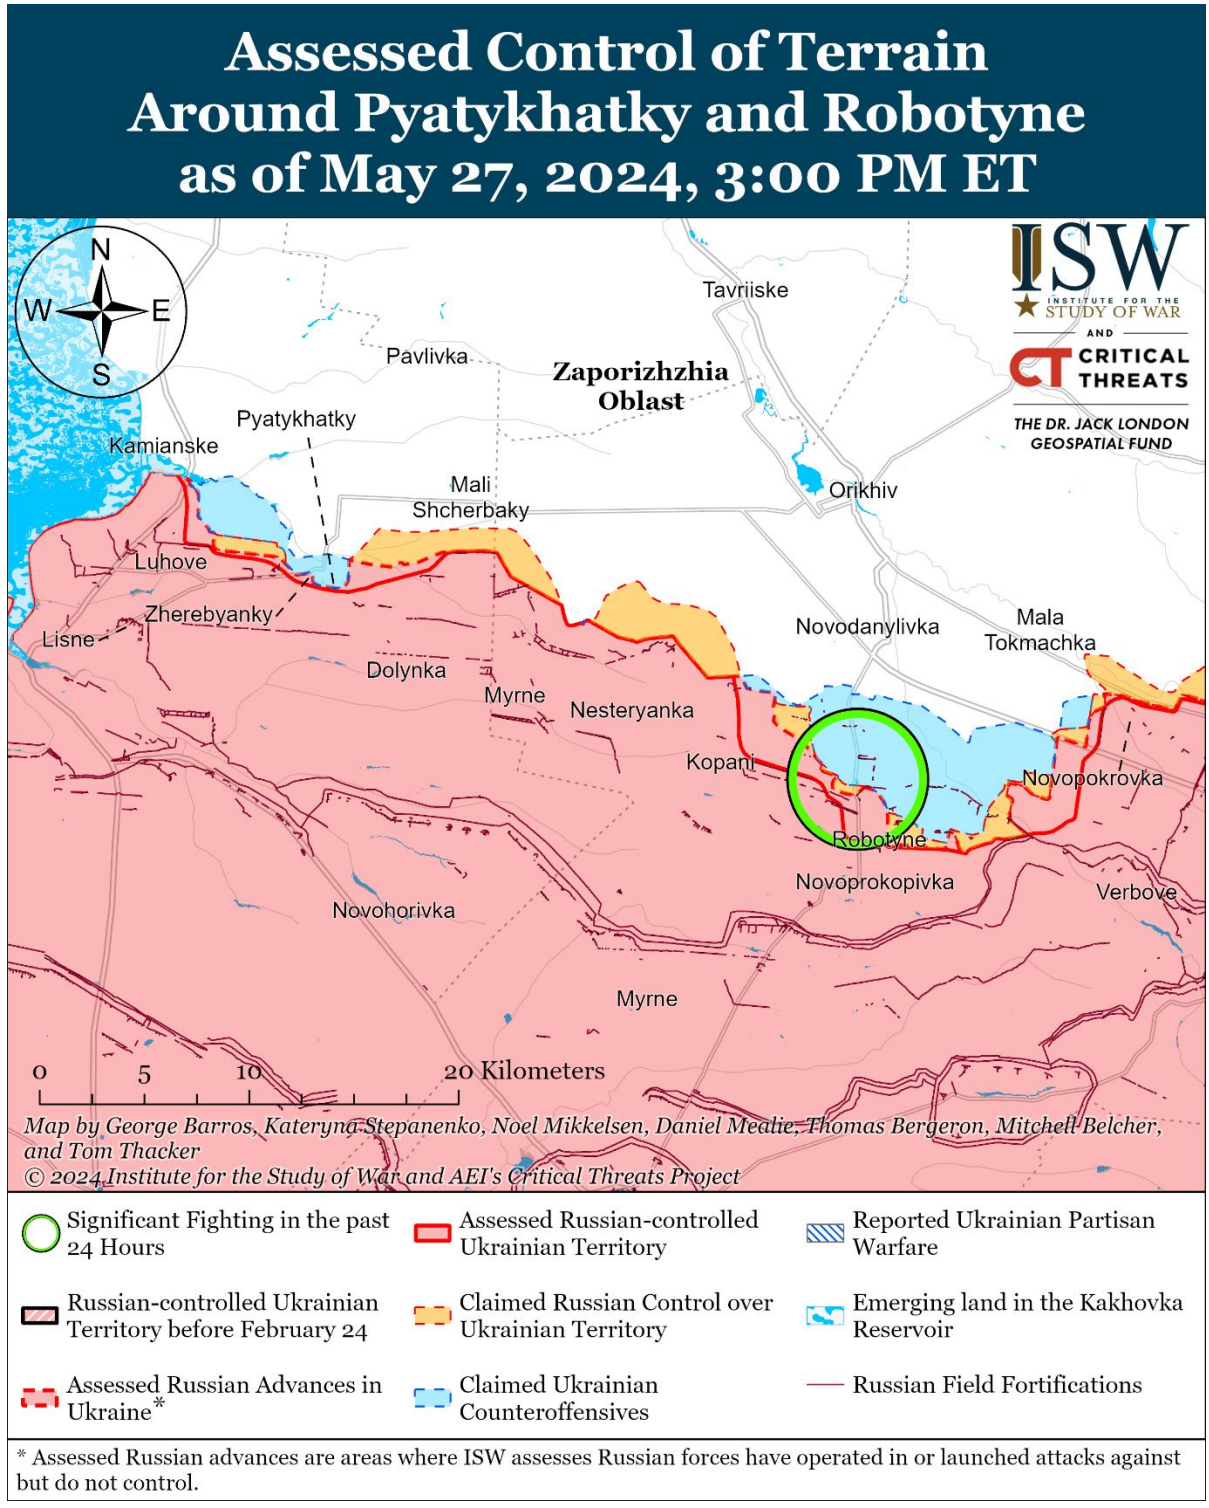 Assessed Control of Terrain
Around Pyatykhatky and Robotyne
as of May 27, 2024, 3:00 PM ET
N
W E
S
ISW
INSTITUTE FOR THE
STUDY OF WAR
AND
CT CRITICAL
THREATS
THE DR. JACK LONDON
GEOSPATIAL FUND
Tavriiske
Pavlivka
Zaporizhzhia
Oblast
Pyatykhatky
Kamianske
Mali
Shcherbaky
Orikhiv
Luhove
Zherebyanky
Lisne
Novodanylivka
Mala
Tokmachka
Dolynka
Myrne
Nesteryanka
Kopani
Novopokrovka
Robotyne
Novoprokopivka
Verbove
Novohorivka
Myrne
0 5 10 20 Kilometers
Map by George Barros, Kateryna Stepanenko, Noel Mikkelsen, Daniel Mealie, Thomas Bergeron, Mitchell Belcher,
and Tom Thacker
© 2024 Institute for the Study of War and AEI's Critical Threats Project
Significant Fighting in the past
24 Hours
Assessed Russian-controlled
Ukrainian Territory
Reported Ukrainian Partisan
Warfare
Russian-controlled Ukrainian
Territory before February 24
Claimed Russian Control over
Ukrainian Territory
Emerging land in the Kakhovka
Reservoir
Assessed Russian Advances in
Ukraine*
Claimed Ukrainian
Counteroffensives
Russian Field Fortifications
* Assessed Russian advances are areas where ISW assesses Russian forces have operated in or launched attacks against
but do not control.